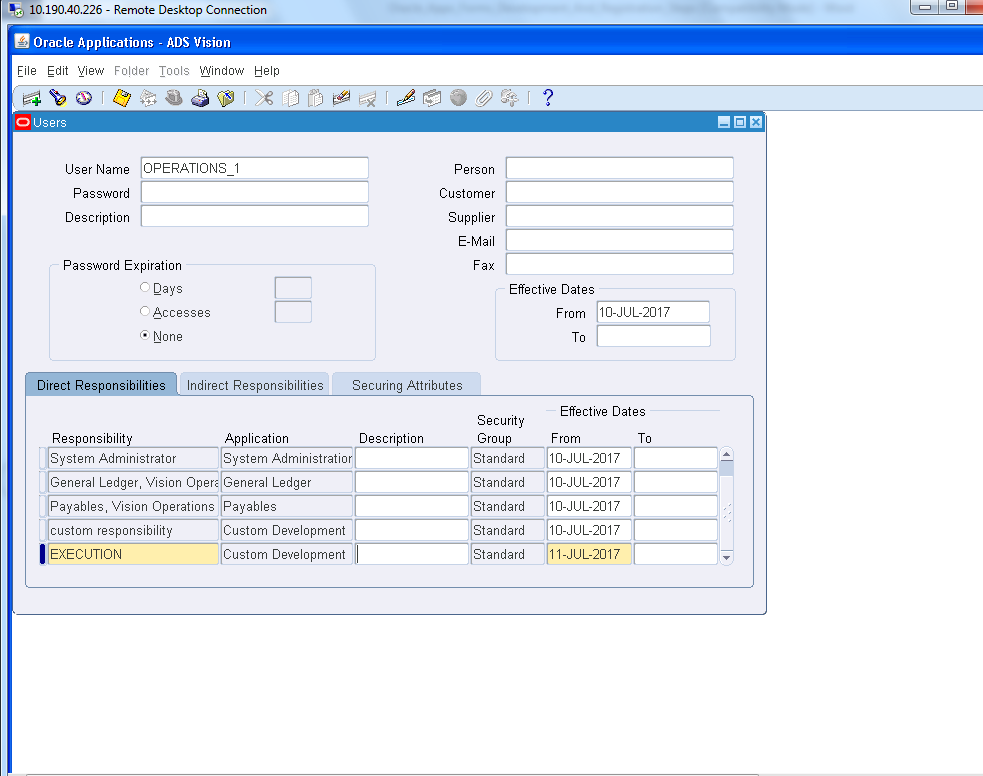 10.190.40.226 - Remote Desktop Connection
Oracle Applications - ADS Vision
File Edit View Folder Tools Window Help
Users
User Name OPERATIONS_1
Password
Description
Person
Customer
Supplier
E-Mail
Fax
Password Expiration
Days
Accesses
None
Effective Dates
From 10-JUL-2017
To
Direct Responsibilities Indirect Responsibilities Securing Attributes
Effective Dates
Responsibility Application Description Security Group From To
System Administrator System Administration Standard 10-JUL-2017
General Ledger, Vision Opera General Ledger Standard 10-JUL-2017
Payables, Vision Operations Payables Standard 10-JUL-2017
custom responsibility Custom Development Standard 10-JUL-2017
EXECUTION Custom Development Standard 11-JUL-2017